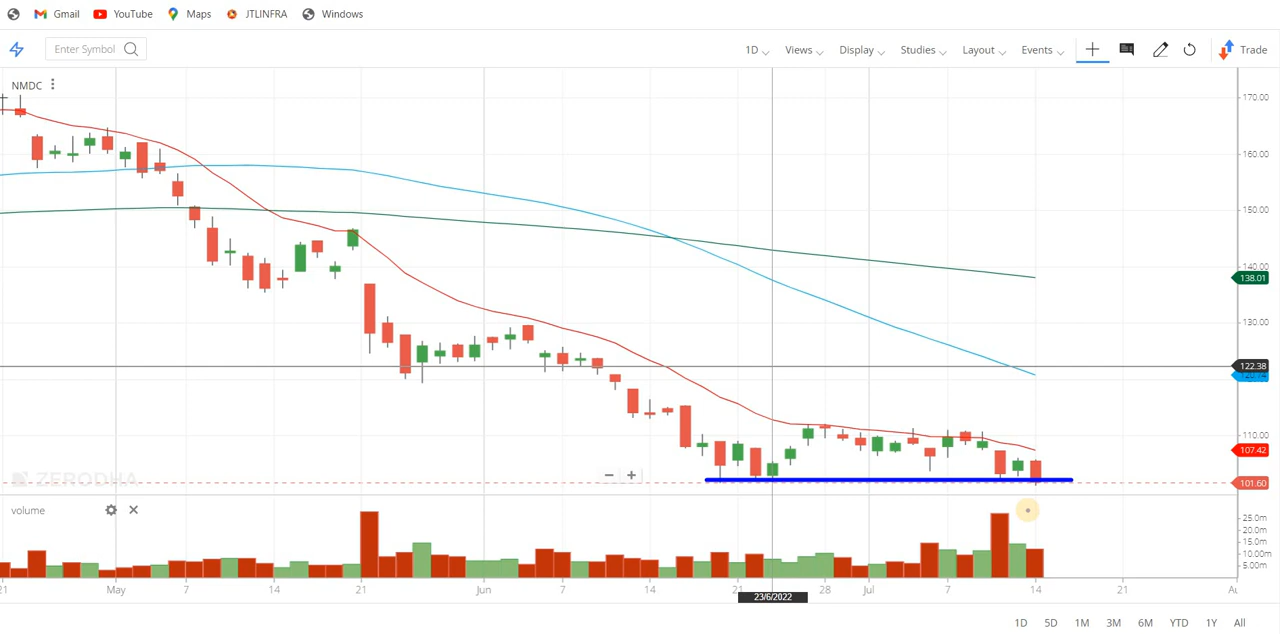 Gmail YouTube Maps JTLINFRA Windows
Enter Symbol 1D Views Display Studies Layout Events Trade
NMDC
170.00
160.00
150.00
140.00
138.01
130.00
122.38
110.00
107.42
ZERODHA
101.60
volume
25.0m
20.0m
15.0m
10.00m
5.00m
21 May 7 14 21 Jun 7 14 21 28 Jul 7 14 21
23/6/2022
1D 5D 1M 3M 6M YTD 1Y All